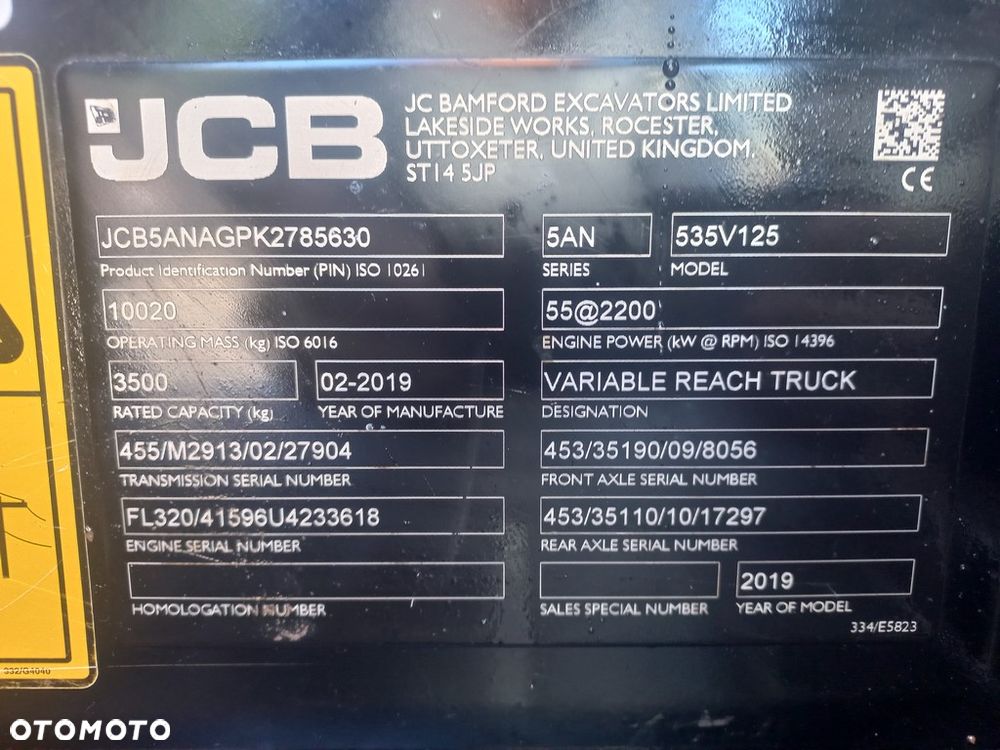 JCB
JC BAMFORD EXCAVATORS LIMITED
LAKESIDE WORKS, ROCESTER,
UTTOXETER, UNITED KINGDOM.
ST14 5JP
CE
JCB5ANAGPK2785630
Product Identification Number (PIN) ISO 10261
5AN
SERIES
535V125
MODEL
10020
OPERATING MASS (kg) ISO 6016
55@2200
ENGINE POWER (kW @ RPM) ISO 14396
3500
RATED CAPACITY (kg)
02-2019
YEAR OF MANUFACTURE
VARIABLE REACH TRUCK
DESIGNATION
455/M2913/02/27904
TRANSMISSION SERIAL NUMBER
453/35190/09/8056
FRONT AXLE SERIAL NUMBER
FL320/41596U4233618
ENGINE SERIAL NUMBER
453/35110/10/17297
REAR AXLE SERIAL NUMBER
HOMOLOGATION NUMBER
SALES SPECIAL NUMBER
2019
YEAR OF MODEL
334/E5823
332/G4040
OTOMOTO